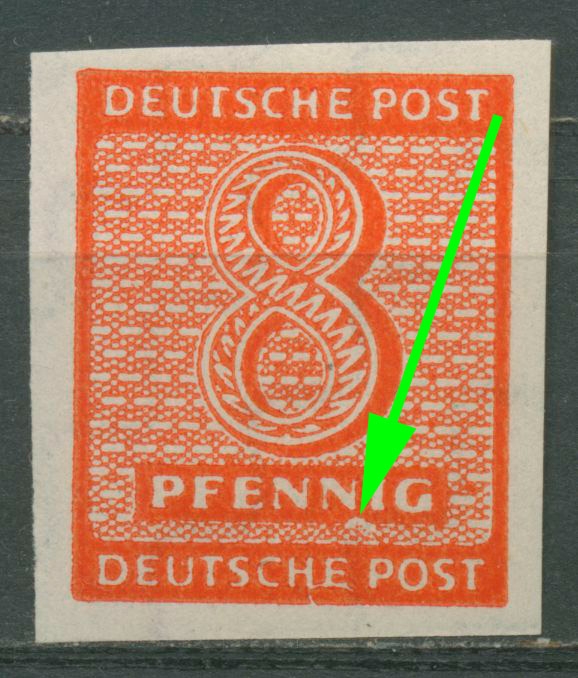 DEUTSCHE POST
8
PFENNIG
DEUTSCHE POST